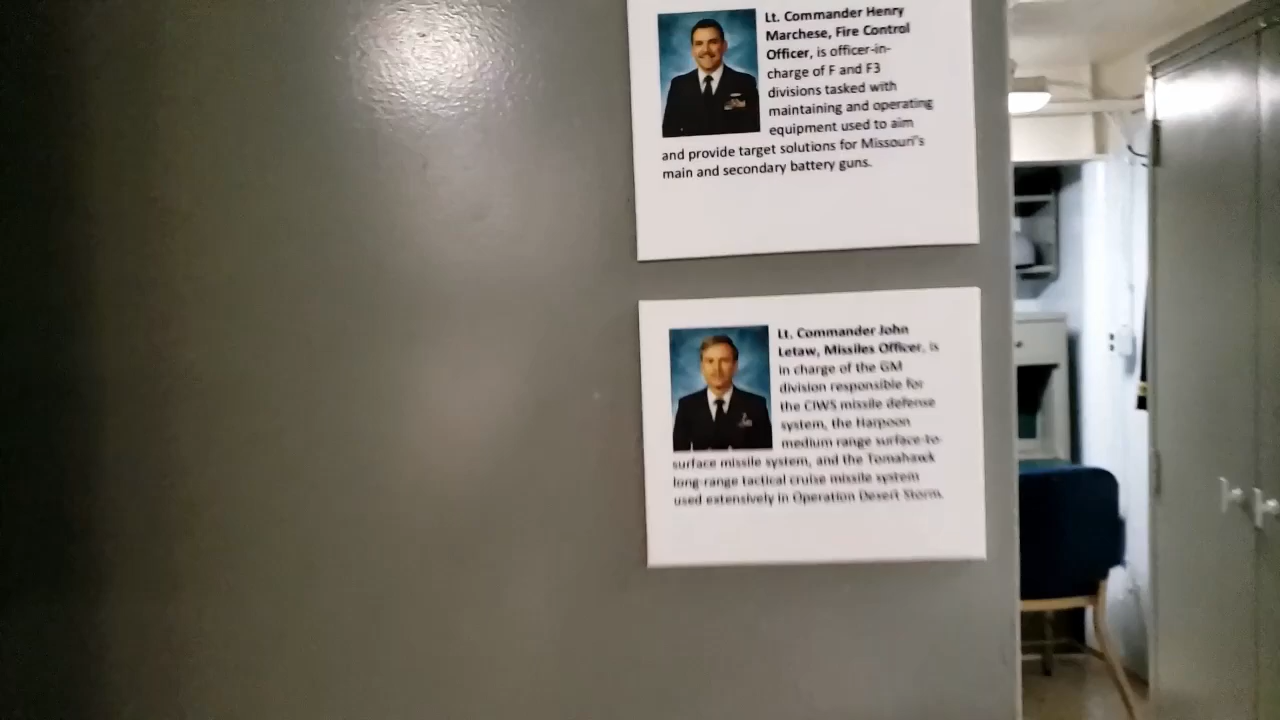 Lt. Commander Henry
Marchese, Fire Control
Officer, is officer-in-
charge of F and F3
divisions tasked with
maintaining and operating
equipment used to aim
and provide target solutions for Missouri's
main and secondary battery guns.
Lt. Commander John
Letaw, Missiles Officer, is
in charge of the GM
division responsible for
the CIWS missile defense
system, the Harpoon
medium range surface-to-
surface missile system, and the Tomahawk
long-range tactical cruise missile system
used extensively in Operation Desert Storm.